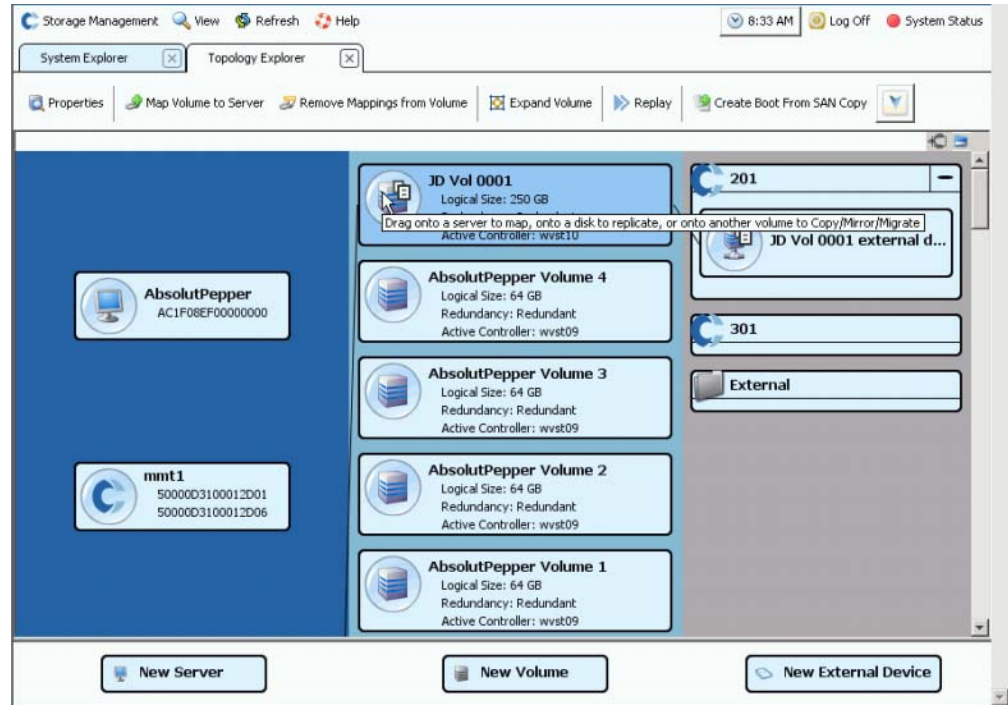 Storage Management View Refresh Help 8:33 AM Log Off System Status
System Explorer Topology Explorer
Properties Map Volume to Server Remove Mappings from Volume Expand Volume Replay Create Boot From SAN Copy
JD Vol 0001
Logical Size: 250 GB
Drag onto a server to map, onto a disk to replicate, or onto another volume to Copy/Mirror/Migrate
Active Controller: wvst10
AbsolutPepper Volume 4
Logical Size: 64 GB
Redundancy: Redundant
Active Controller: wvst09
AbsolutPepper Volume 3
Logical Size: 64 GB
Redundancy: Redundant
Active Controller: wvst09
AbsolutPepper Volume 2
Logical Size: 64 GB
Redundancy: Redundant
Active Controller: wvst09
AbsolutPepper Volume 1
Logical Size: 64 GB
Redundancy: Redundant
Active Controller: wvst09
AbsolutPepper
AC1F08EF00000000
mmt1
50000D3100012D01
50000D3100012D06
201
JD Vol 0001 external d...
301
External
New Server New Volume New External Device